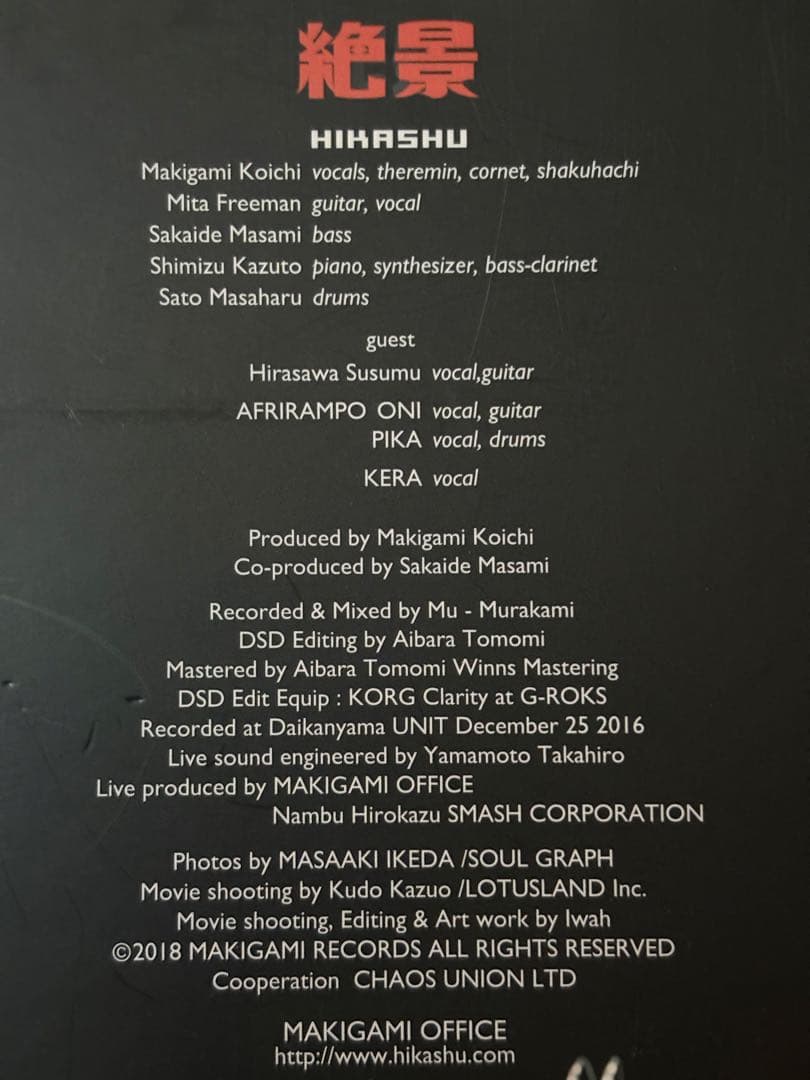 絶景
HIKASHU
Makigami Koichi vocals, theremin, cornet, shakuhachi
Mita Freeman guitar, vocal
Sakaide Masami bass
Shimizu Kazuto piano, synthesizer, bass-clarinet
Sato Masaharu drums
guest
Hirasawa Susumu vocal,guitar
AFRIRAMPO ONI vocal, guitar
PIKA vocal, drums
KERA vocal
Produced by Makigami Koichi
Co-produced by Sakaide Masami
Recorded & Mixed by Mu - Murakami
DSD Editing by Aibara Tomomi
Mastered by Aibara Tomomi Winns Mastering
DSD Edit Equip : KORG Clarity at G-ROKS
Recorded at Daikanyama UNIT December 25 2016
Live sound engineered by Yamamoto Takahiro
Live produced by MAKIGAMI OFFICE
Nambu Hirokazu SMASH CORPORATION
Photos by MASAAKI IKEDA /SOUL GRAPH
Movie shooting by Kudo Kazuo /LOTUSLAND Inc.
Movie shooting, Editing & Art work by Iwah
©2018 MAKIGAMI RECORDS ALL RIGHTS RESERVED
Cooperation CHAOS UNION LTD
MAKIGAMI OFFICE
http://www.hikashu.com